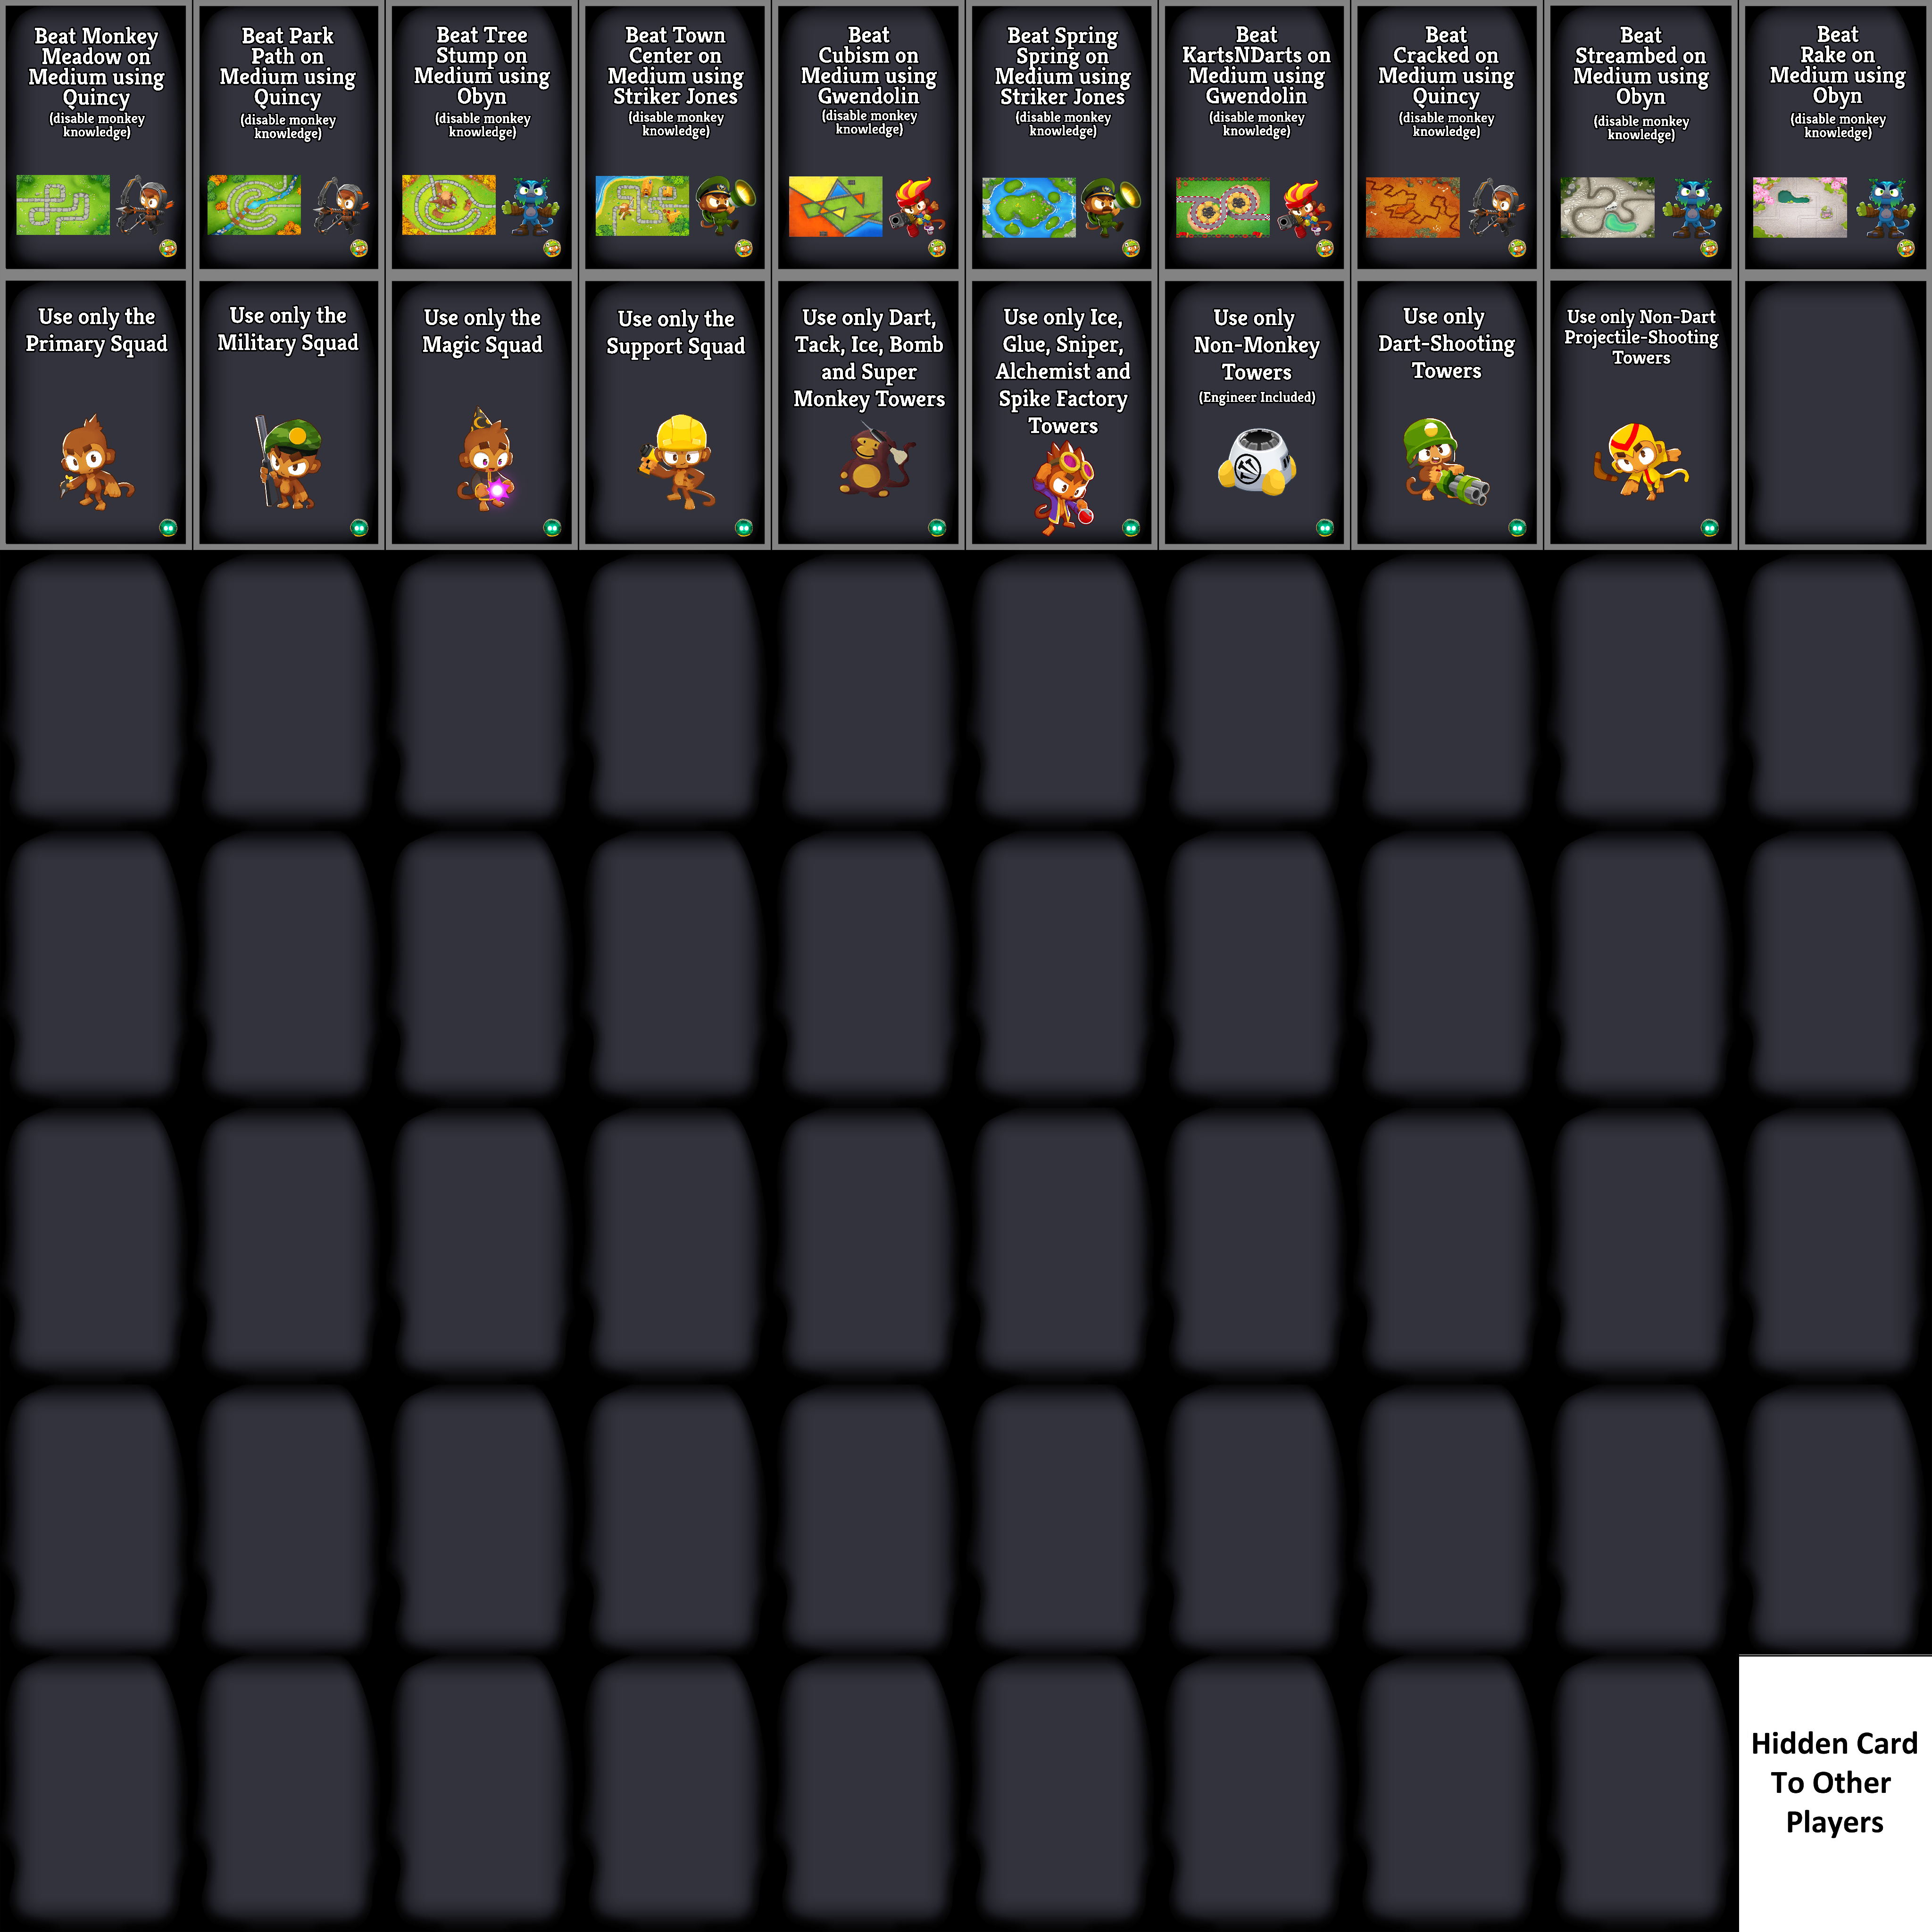 Beat Monkey
Meadow on
Medium using
Quincy
(disable monkey
knowledge)
Beat Park
Path on
Medium using
Quincy
(disable monkey
knowledge)
Beat Tree
Stump on
Medium using
Obyn
(disable monkey
knowledge)
Beat Town
Center on
Medium using
Striker Jones
(disable monkey
knowledge)
Beat
Cubism on
Medium using
Gwendolin
(disable monkey
knowledge)
Beat Spring
Spring on
Medium using
Striker Jones
(disable monkey
knowledge)
Beat
KartsNDarts on
Medium using
Gwendolin
(disable monkey
knowledge)
Beat
Cracked on
Medium using
Quincy
(disable monkey
knowledge)
Beat
Streambed on
Medium using
Obyn
(disable monkey
knowledge)
Beat
Rake on
Medium using
Obyn
(disable monkey
knowledge)
Use only the
Primary Squad
Use only the
Military Squad
Use only the
Magic Squad
Use only the
Support Squad
Use only Dart,
Tack, Ice, Bomb
and Super
Monkey Towers
Use only Ice,
Glue, Sniper,
Alchemist and
Spike Factory
Towers
Use only
Non-Monkey
Towers
(Engineer Included)
Use only
Dart-Shooting
Towers
Use only Non-Dart
Projectile-Shooting
Towers
Hidden Card
To Other
Players